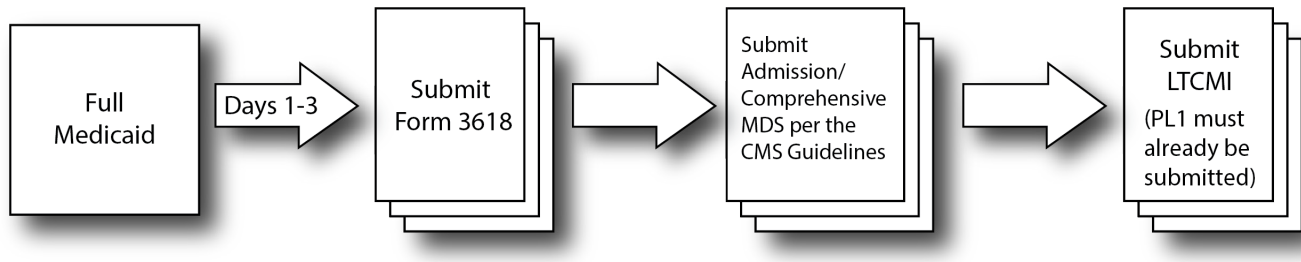 Full
Medicaid
Days 1-3
Submit
Form 3618
Submit
Admission/
Comprehensive
MDS per the
CMS Guidelines
Submit
LTCMI
(PL1 must
already be
submitted)